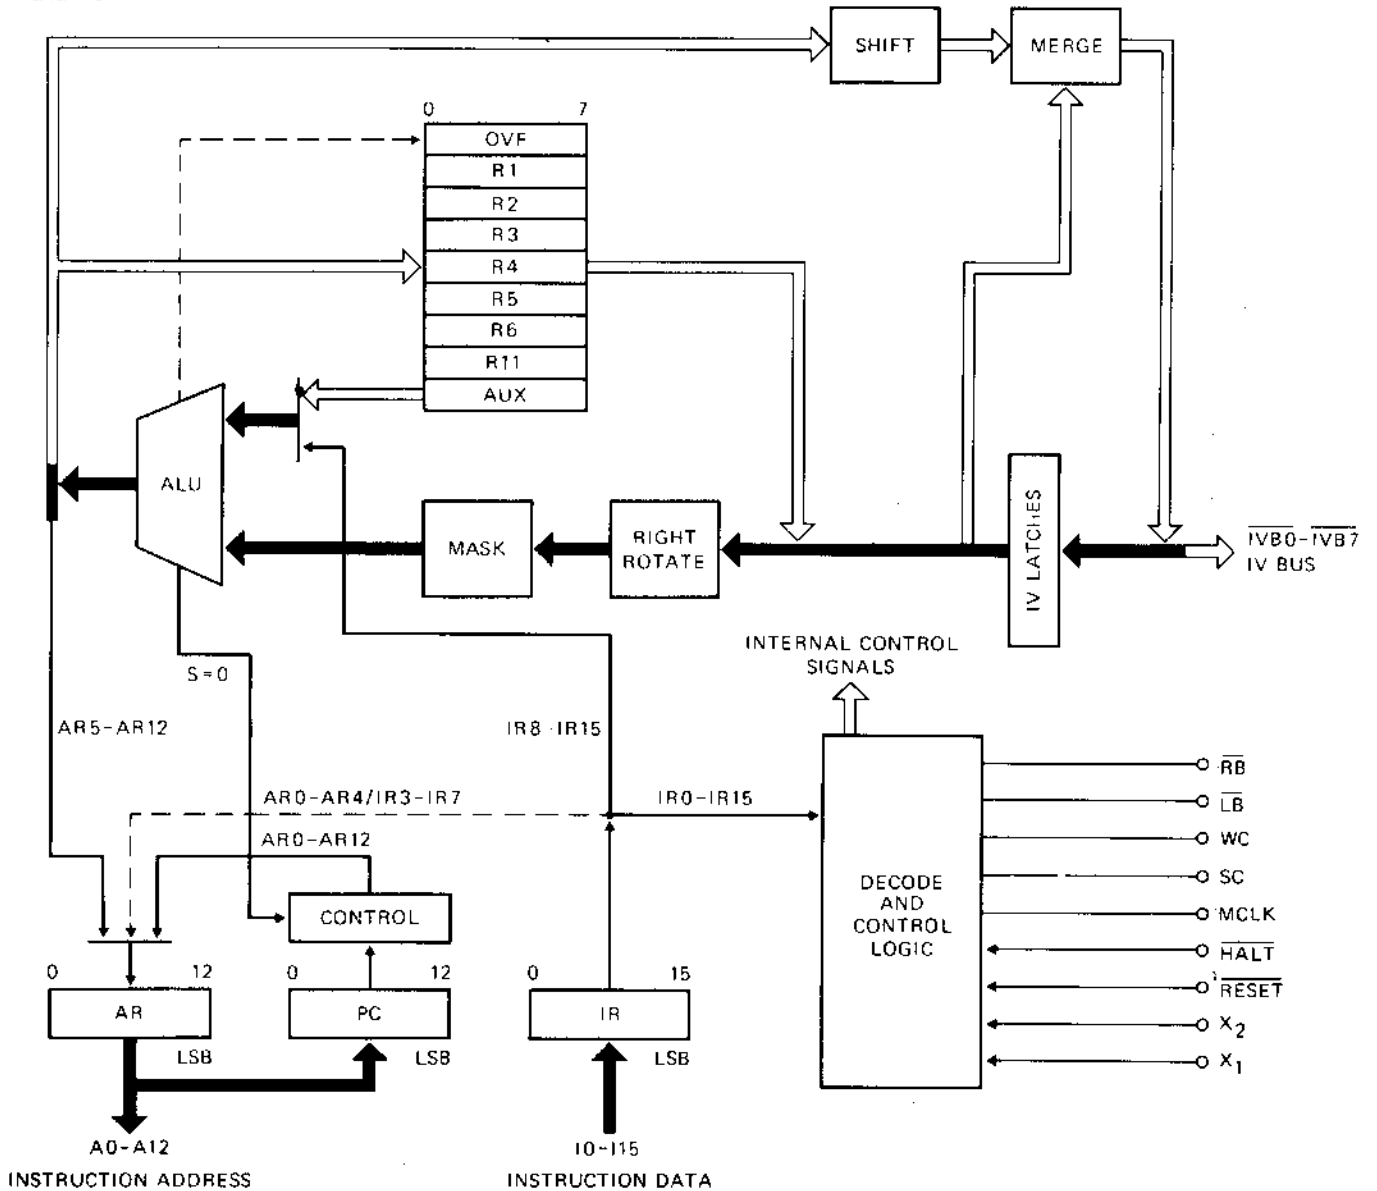 SHIFT
MERGE
0 7
OVF
R1
R2
R3
R4
R5
R6
R11
AUX
ALU
MASK
RIGHT
ROTATE
IV LATCHES
IVB0-IVB7
IV BUS
INTERNAL CONTROL
SIGNALS
S=0
AR5-AR12
IR8-IR15
AR0-AR4/IR3-IR7
IR0-IR15
AR0-AR12
CONTROL
DECODE
AND
CONTROL
LOGIC
RB
LB
WC
SC
MCLK
HALT
RESET
X2
X1
0 12
AR
LSB
0 12
PC
LSB
0 15
IR
LSB
A0-A12
INSTRUCTION ADDRESS
I0-I15
INSTRUCTION DATA